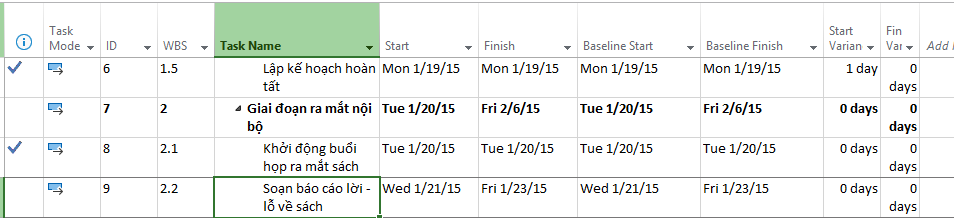 Task Mode ID WBS Task Name Start Finish Baseline Start Baseline Finish Start Varian Fin Var Add
6 1.5 Lập kế hoạch hoàn tất Mon 1/19/15 Mon 1/19/15 Mon 1/19/15 Mon 1/19/15 1 day 0 days
7 2 Giai đoạn ra mắt nội bộ Tue 1/20/15 Fri 2/6/15 Tue 1/20/15 Fri 2/6/15 0 days 0 days
8 2.1 Khởi động buổi họp ra mắt sách Tue 1/20/15 Tue 1/20/15 Tue 1/20/15 Tue 1/20/15 0 days 0 days
9 2.2 Soạn báo cáo lời - lỗ về sách Wed 1/21/15 Fri 1/23/15 Wed 1/21/15 Fri 1/23/15 0 days 0 days